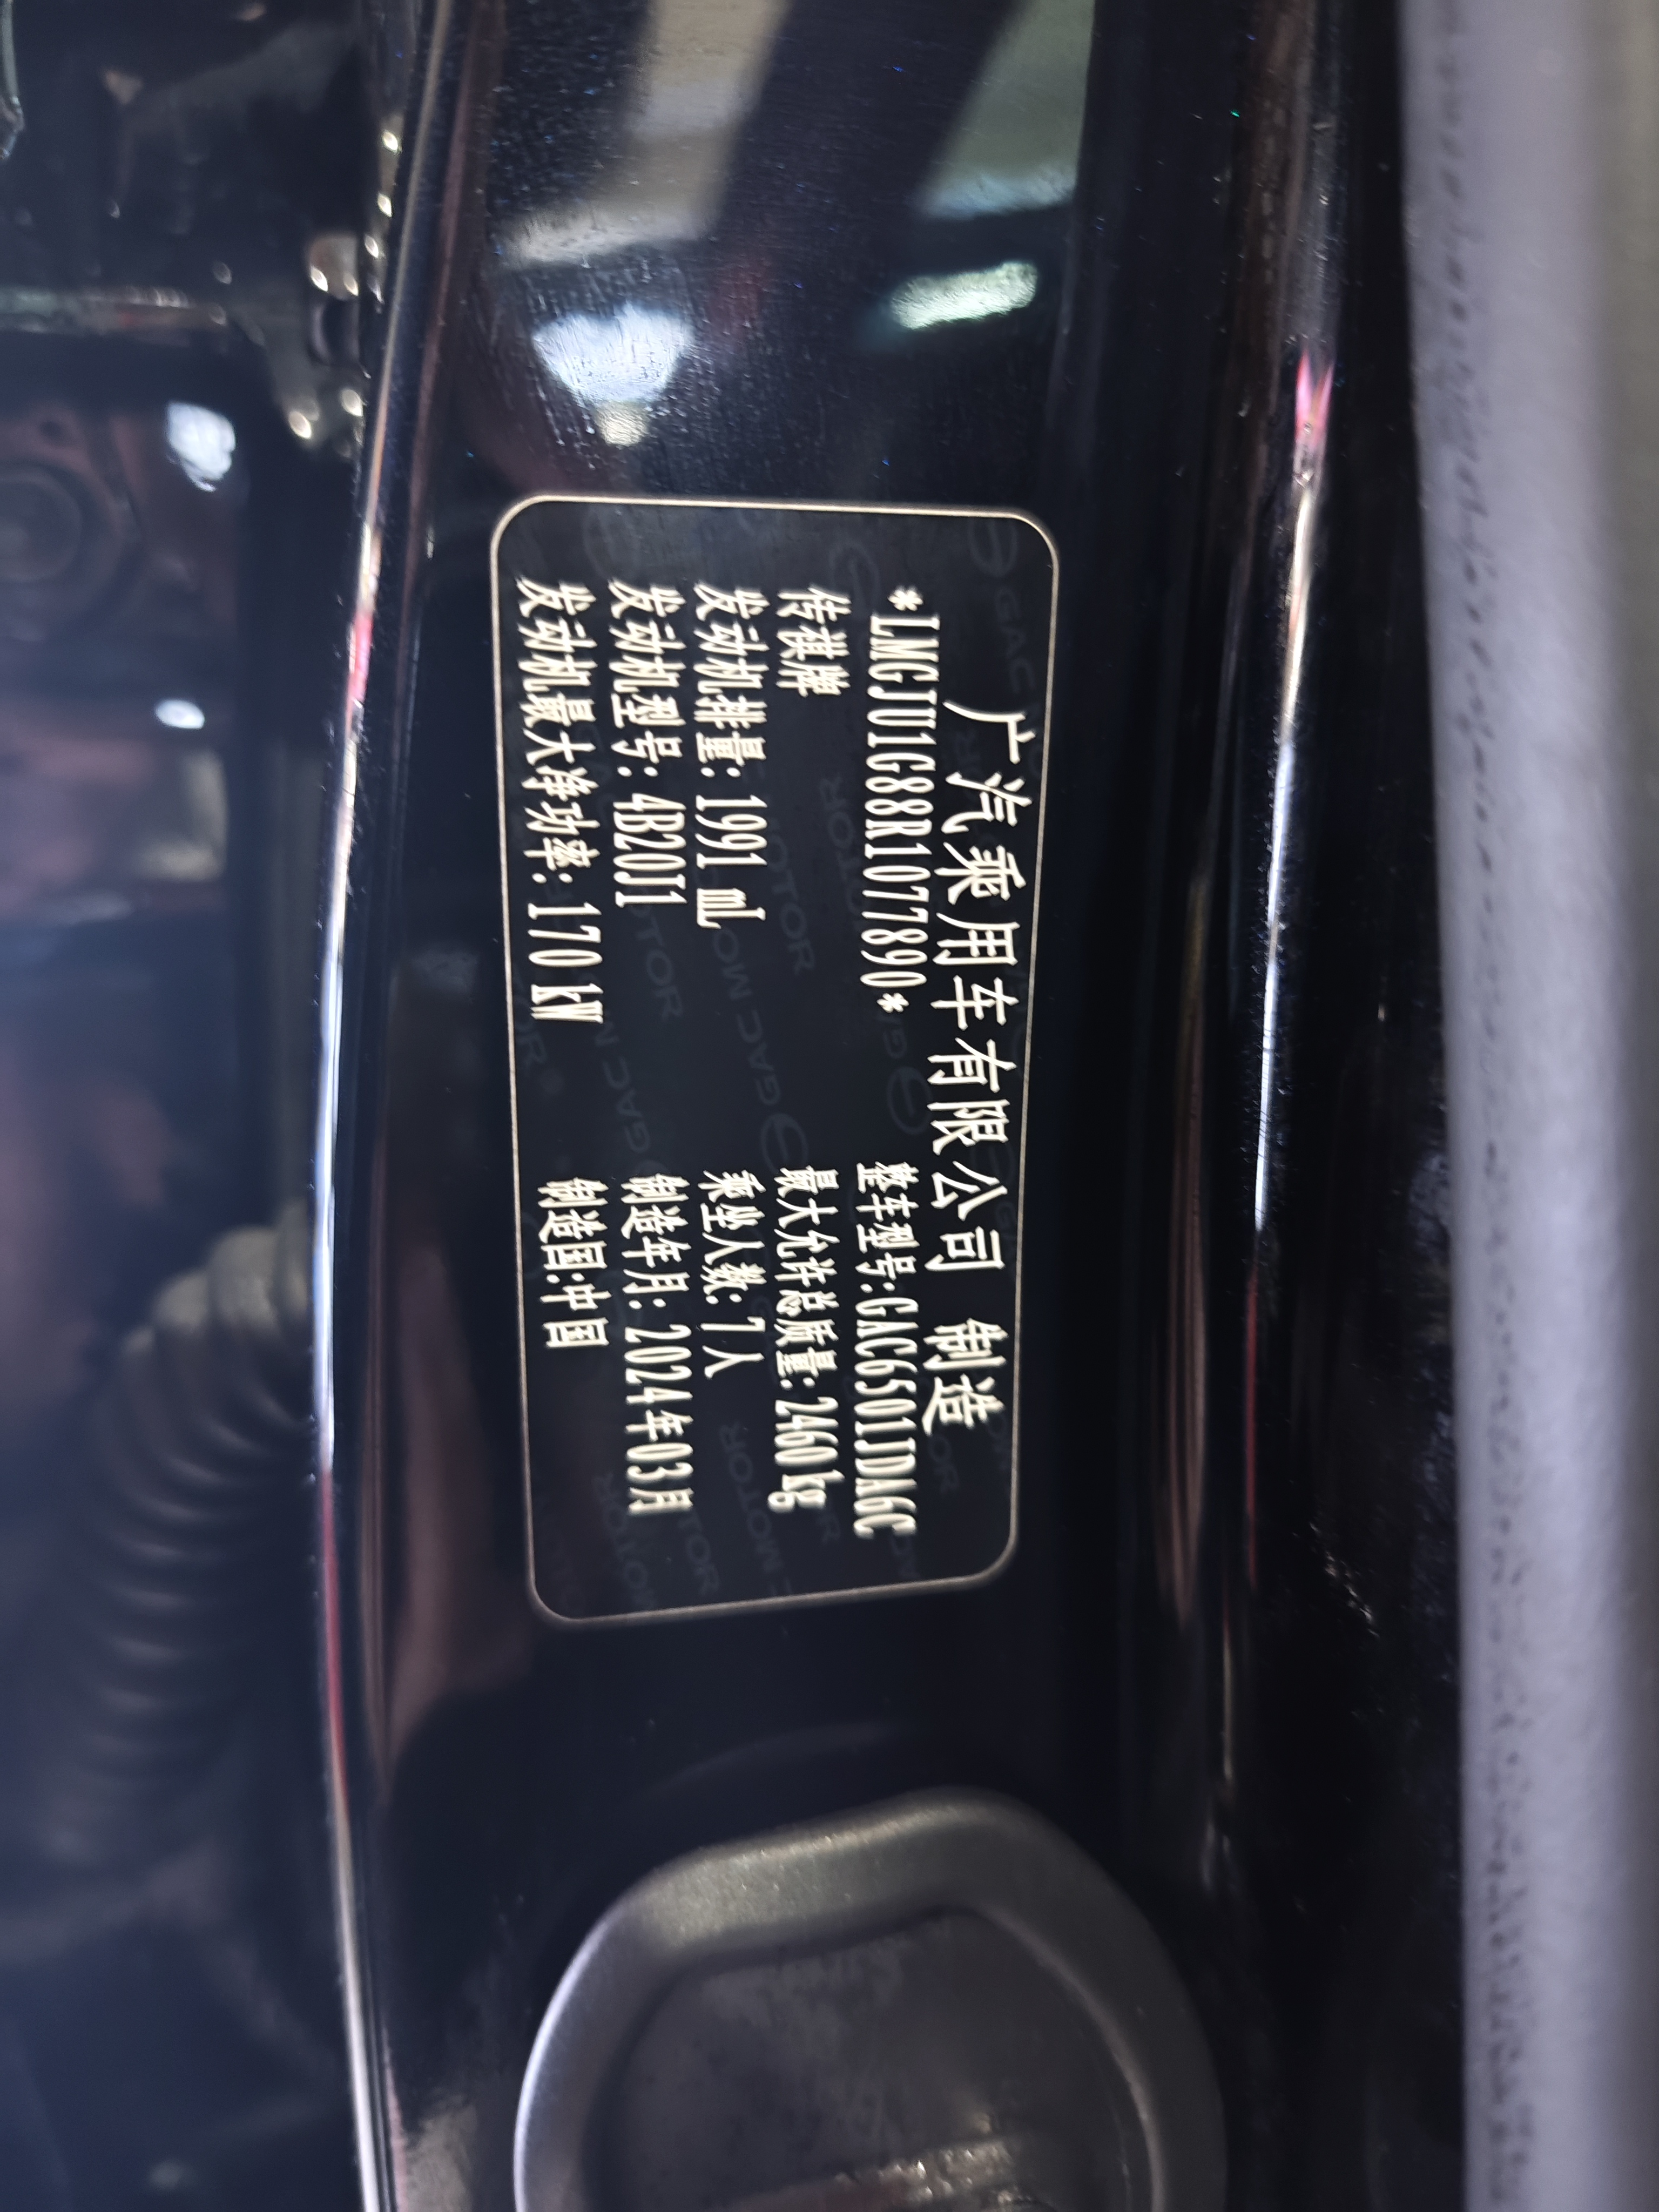 广汽乘用车有限公司 制造
*LMGJU1G88R107890*
整车型号:GAC6501JDA6C
传祺牌
最大允许总质量:2460 kg
发动机排量: 1991 mL
乘坐人数: 7人
发动机型号: 4B20J1
制造年月: 2024年03月
发动机最大净功率: 170 kW
制造国:中国